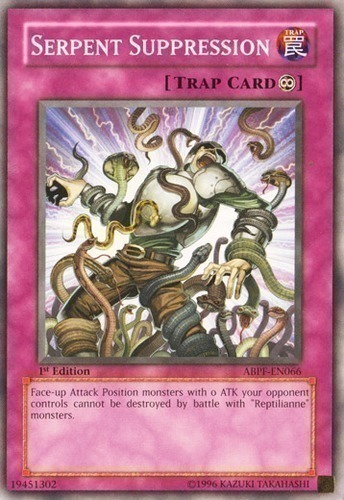 SERPENT SUPPRESSION
TRAP
罠
[TRAP CARD∞]
1st Edition
ABPF-EN066
Face-up Attack Position monsters with 0 ATK your opponent
controls cannot be destroyed by battle with "Reptilianne"
monsters.
19451302
©1996 KAZUKI TAKAHASHI